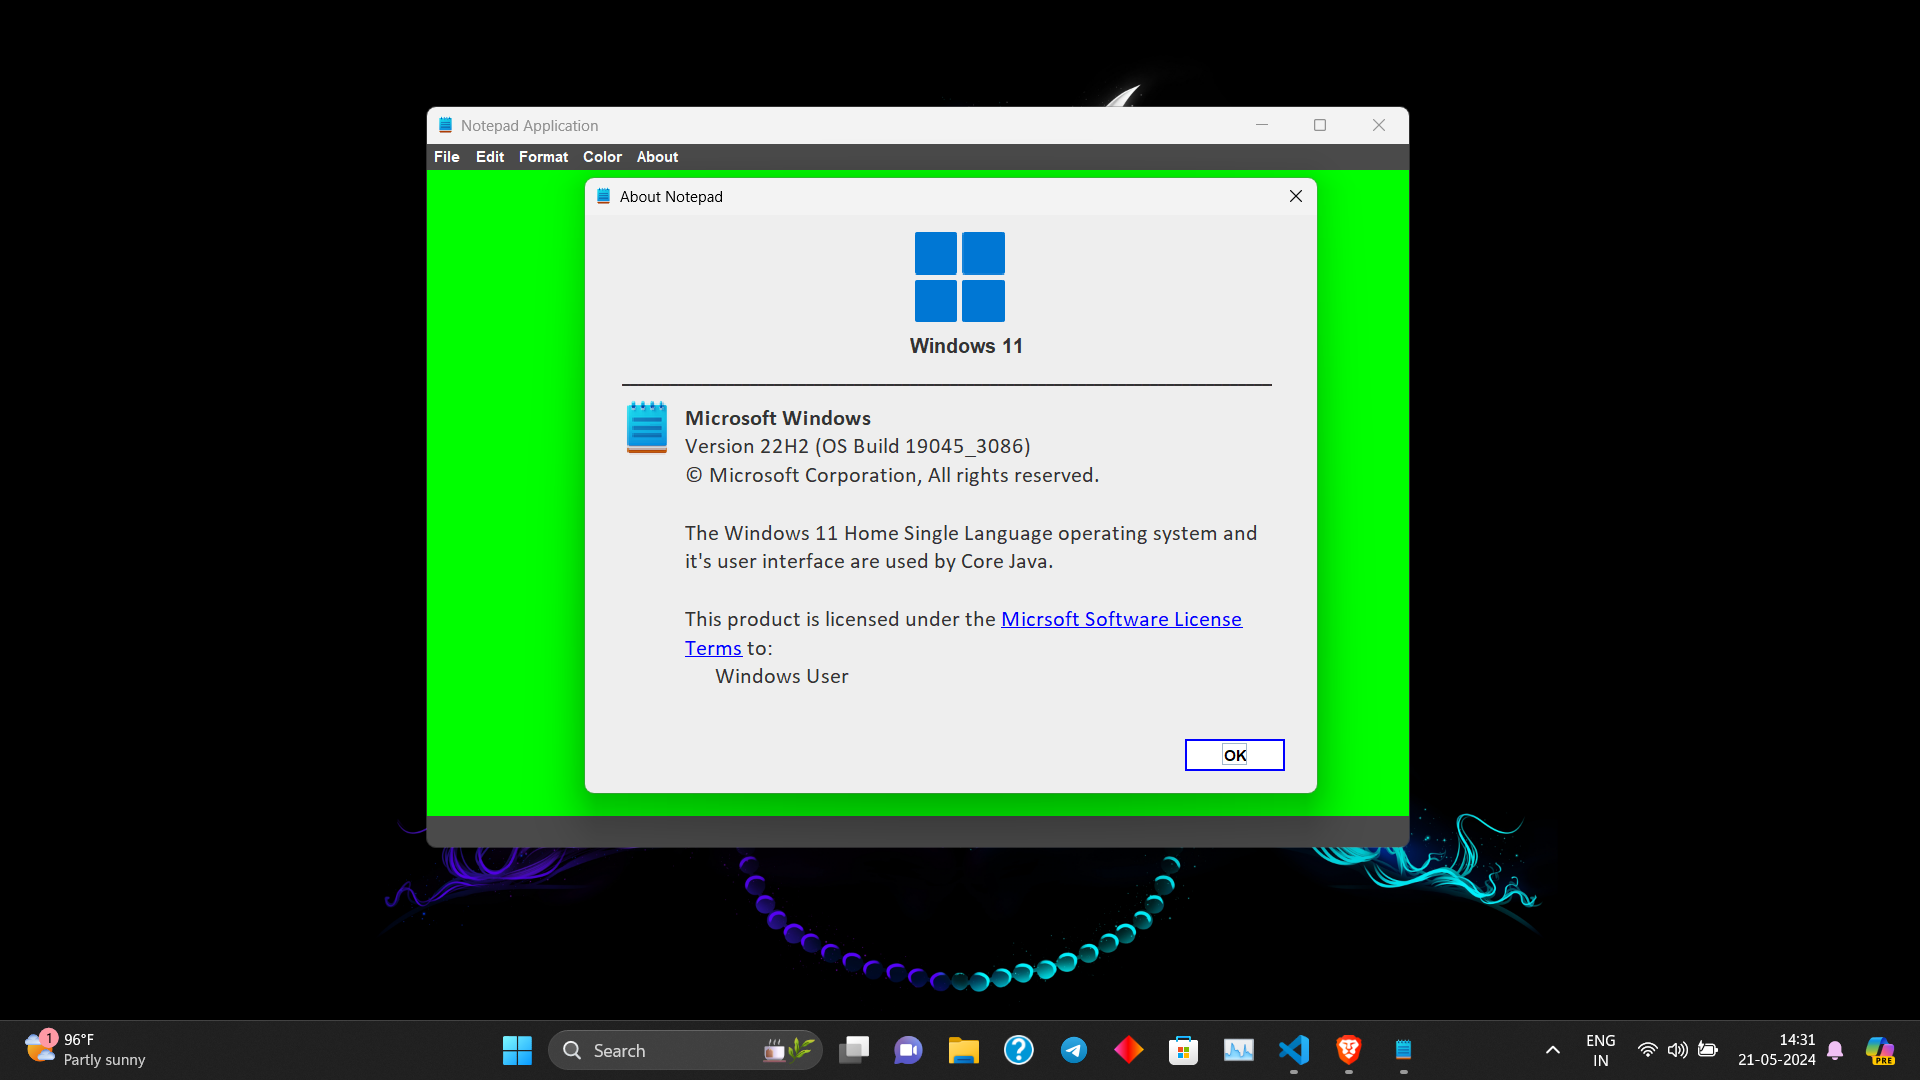 Notepad Application
File Edit Format Color About
About Notepad
Windows 11
Microsoft Windows
Version 22H2 (OS Build 19045_3086)
© Microsoft Corporation, All rights reserved.
The Windows 11 Home Single Language operating system and
it's user interface are used by Core Java.
This product is licensed under the Micrsoft Software License
Terms to:
Windows User
OK
1
96°F
Partly sunny
Search
?
ENG
IN
14:31
21-05-2024
PRE